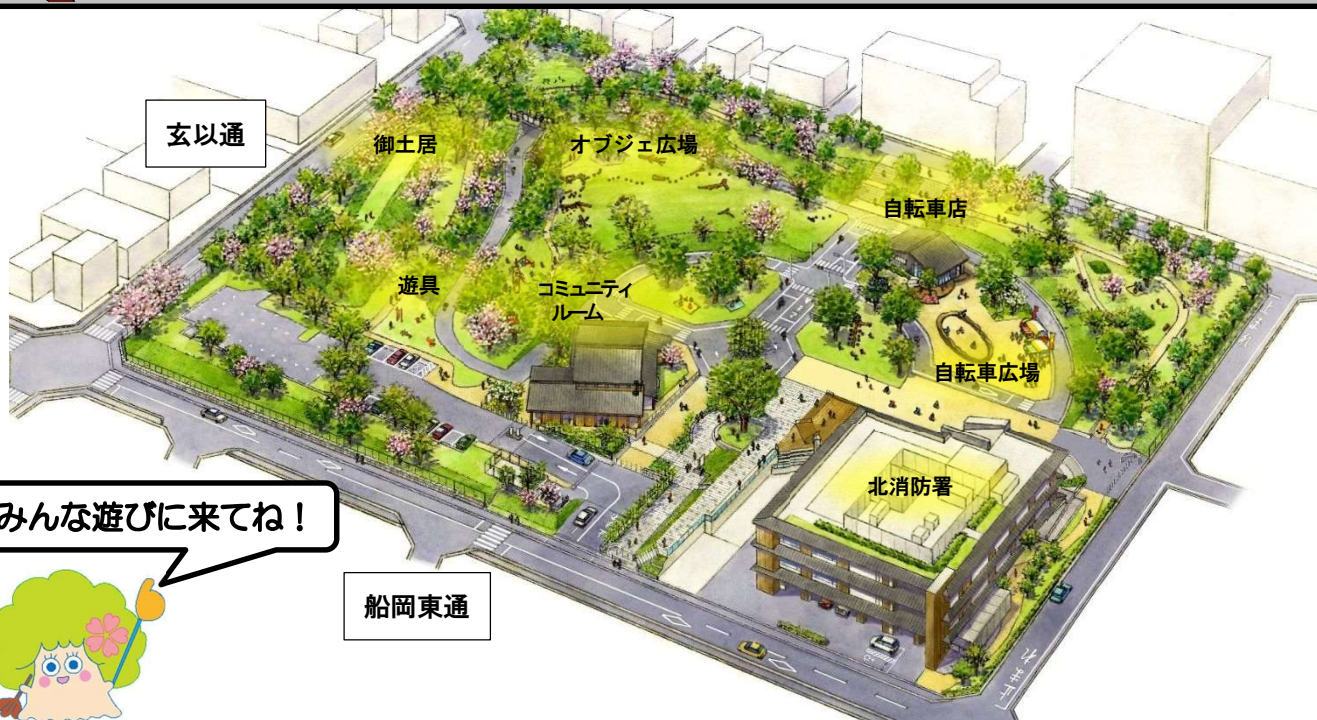 玄以通
御土居
オブジェ広場
自転車店
遊具
コミュニティ
ルーム
自転車広場
北消防署
みんな遊びに来てね！
船岡東通